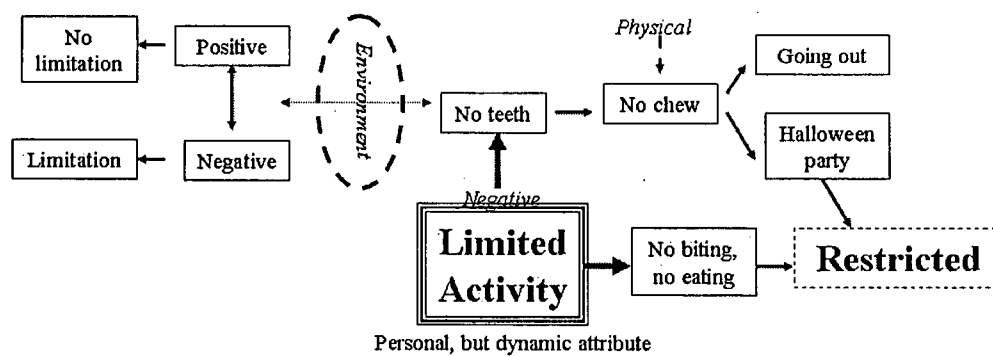 No
limitation
Positive
Environment
Physical
Going out
No teeth
No chew
Halloween
party
Limitation
Negative
Negative
Limited
Activity
No biting,
no eating
Restricted
Personal, but dynamic attribute